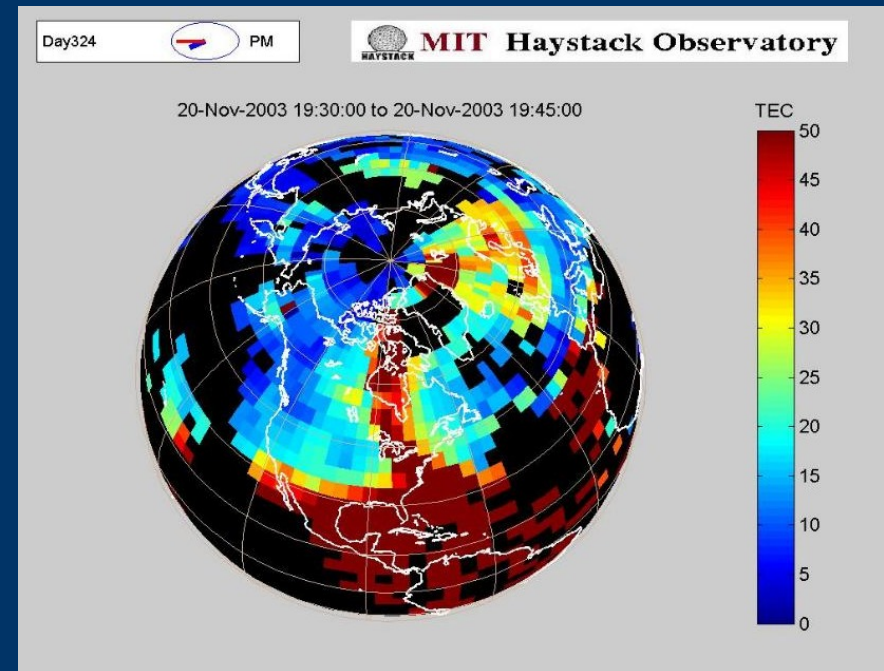 Day324 PM
HAYSTACK
MIT Haystack Observatory
20-Nov-2003 19:30:00 to 20-Nov-2003 19:45:00
TEC
50
45
40
35
30
25
20
15
10
5
0